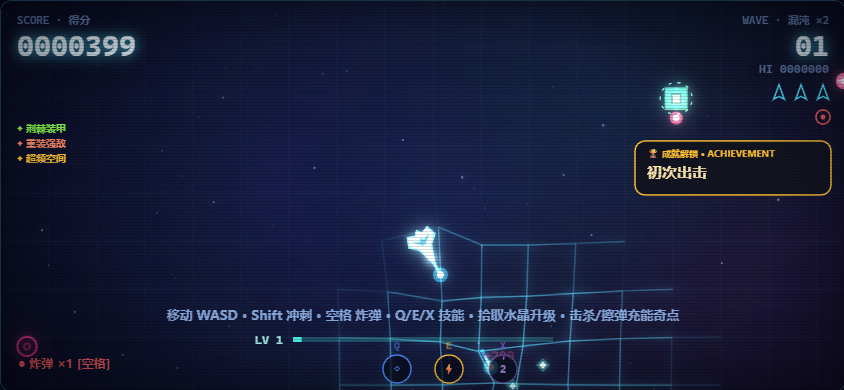 SCORE · 得分
0000399
WAVE · 混沌 ×2
01
HI 0000000
✦ 荆棘装甲
✦ 重装强敌
✦ 超频空间
🏆 成就解锁 • ACHIEVEMENT
初次出击
移动 WASD • Shift 冲刺 • 空格 炸弹 • Q/E/X 技能 • 拾取水晶升级 • 击杀/擦弹充能奇点
LV 1
Q
E
X
2
● 炸弹 ×1 [空格]